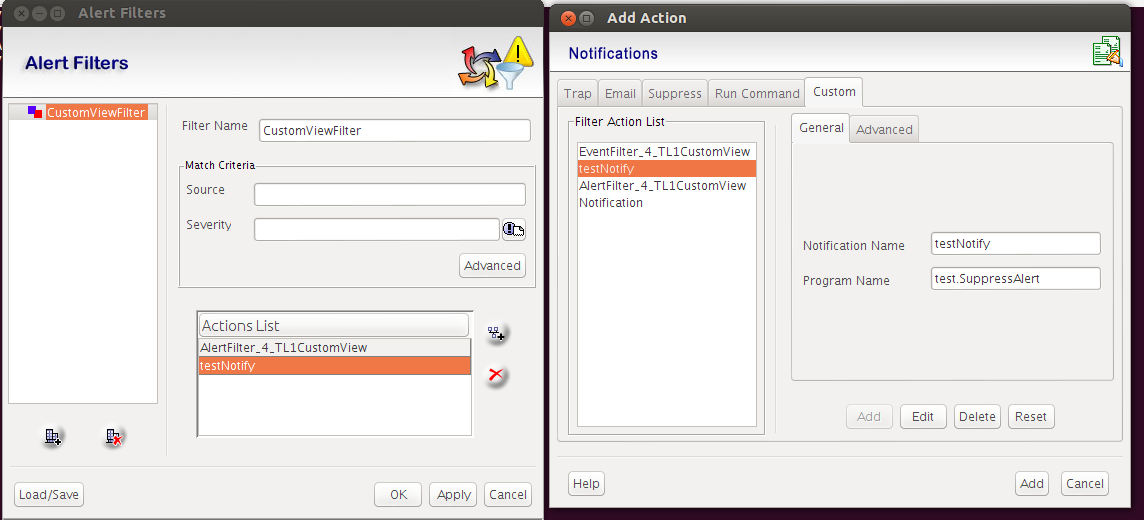 Alert Filters
Alert Filters
CustomViewFilter
Filter Name CustomViewFilter
Match Criteria
Source
Severity
Advanced
Actions List
AlertFilter_4_TL1CustomView
testNotify
Load/Save OK Apply Cancel
Add Action
Notifications
Trap Email Suppress Run Command Custom
Filter Action List
EventFilter_4_TL1CustomView
testNotify
AlertFilter_4_TL1CustomView
Notification
General Advanced
Notification Name testNotify
Program Name test.SuppressAlert
Add Edit Delete Reset
Help Add Cancel